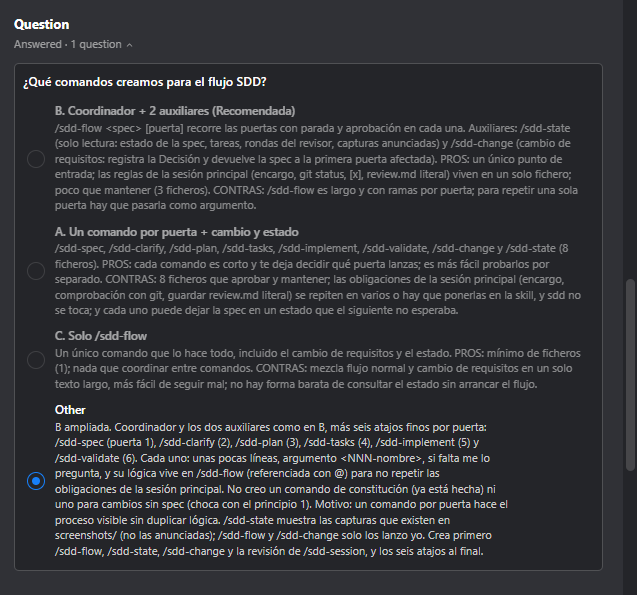 Question
Answered · 1 question
¿Qué comandos creamos para el flujo SDD?
B. Coordinador + 2 auxiliares (Recomendada)
/sdd-flow <spec> [puerta] recorre las puertas con parada y aprobación en cada una. Auxiliares: /sdd-state
(solo lectura: estado de la spec, tareas, rondas del revisor, capturas anunciadas) y /sdd-change (cambio de
requisitos: registra la Decisión y devuelve la spec a la primera puerta afectada). PROS: un único punto de
entrada; las reglas de la sesión principal (encargo, git status, [x], review.md literal) viven en un solo fichero;
poco que mantener (3 ficheros). CONTRAS: /sdd-flow es largo y con ramas por puerta; para repetir una sola
puerta hay que pasarla como argumento.
A. Un comando por puerta + cambio y estado
/sdd-spec, /sdd-clarify, /sdd-plan, /sdd-tasks, /sdd-implement, /sdd-validate, /sdd-change y /sdd-state (8
ficheros). PROS: cada comando es corto y te deja decidir qué puerta lanzas; es más fácil probarlos por
separado. CONTRAS: 8 ficheros que aprobar y mantener; las obligaciones de la sesión principal (encargo,
comprobación con git, guardar review.md literal) se repiten en varios o hay que ponerlas en la skill, y sdd no
se toca; y cada uno puede dejar la spec en un estado que el siguiente no esperaba.
C. Solo /sdd-flow
Un único comando que lo hace todo, incluido el cambio de requisitos y el estado. PROS: mínimo de ficheros
(1); nada que coordinar entre comandos. CONTRAS: mezcla flujo normal y cambio de requisitos en un solo
texto largo, más fácil de seguir mal; no hay forma barata de consultar el estado sin arrancar el flujo.
Other
B ampliada. Coordinador y los dos auxiliares como en B, más seis atajos finos por puerta:
/sdd-spec (puerta 1), /sdd-clarify (2), /sdd-plan (3), /sdd-tasks (4), /sdd-implement (5) y
/sdd-validate (6). Cada uno: unas pocas líneas, argumento <NNN-nombre>, si falta me lo
pregunta, y su lógica vive en /sdd-flow (referenciada con @) para no repetir las
obligaciones de la sesión principal. No creo un comando de constitución (ya está hecha) ni
uno para cambios sin spec (choca con el principio 1). Motivo: un comando por puerta hace el
proceso visible sin duplicar lógica. /sdd-state muestra las capturas que existen en
screenshots/ (no las anunciadas); /sdd-flow y /sdd-change solo los lanzo yo. Crea primero
/sdd-flow, /sdd-state, /sdd-change y la revisión de /sdd-session, y los seis atajos al final.